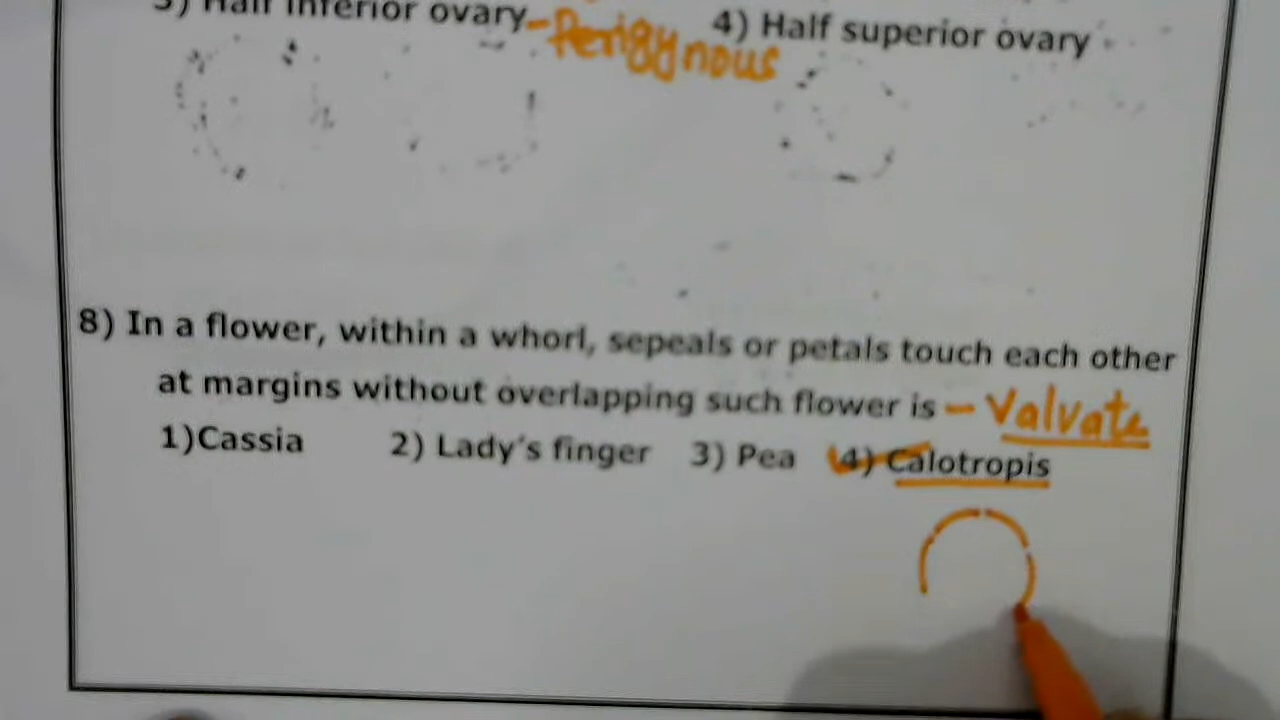 3) Half inferior ovary - Perigynous 4) Half superior ovary
8) In a flower, within a whorl, sepeals or petals touch each other
at margins without overlapping such flower is - Valvate
1)Cassia 2) Lady's finger 3) Pea 4) Calotropis